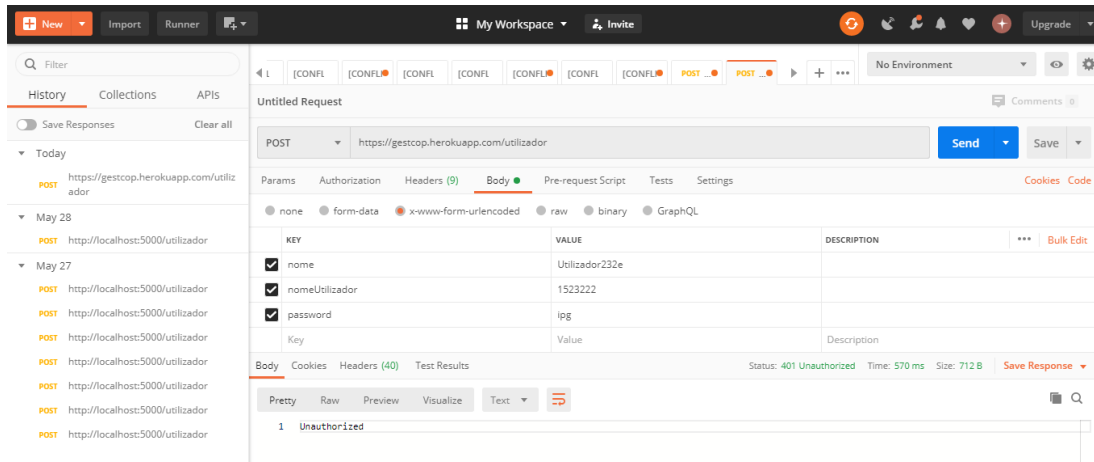 New Import Runner My Workspace Invite Upgrade
Filter
History Collections APIs
Save Responses Clear all
Today
POST https://gestcop.herokuapp.com/utiliz
ador
May 28
POST http://localhost:5000/utilizador
May 27
POST http://localhost:5000/utilizador
POST http://localhost:5000/utilizador
POST http://localhost:5000/utilizador
POST http://localhost:5000/utilizador
POST http://localhost:5000/utilizador
POST http://localhost:5000/utilizador
POST http://localhost:5000/utilizador
L [CONFL [CONFLI [CONFL [CONFL [CONFLI [CONFL [CONFLI POST ... POST ... + ••• No Environment
Untitled Request Comments 0
POST https://gestcop.herokuapp.com/utilizador Send Save
Params Authorization Headers (9) Body Pre-request Script Tests Settings Cookies Code
none form-data x-www-form-urlencoded raw binary GraphQL
KEY VALUE DESCRIPTION ••• Bulk Edit
nome Utilizador232e
nomeUtilizador 1523222
password ipg
Key Value Description
Body Cookies Headers (40) Test Results Status: 401 Unauthorized Time: 570 ms Size: 712 B Save Response
Pretty Raw Preview Visualize Text
1 Unauthorized